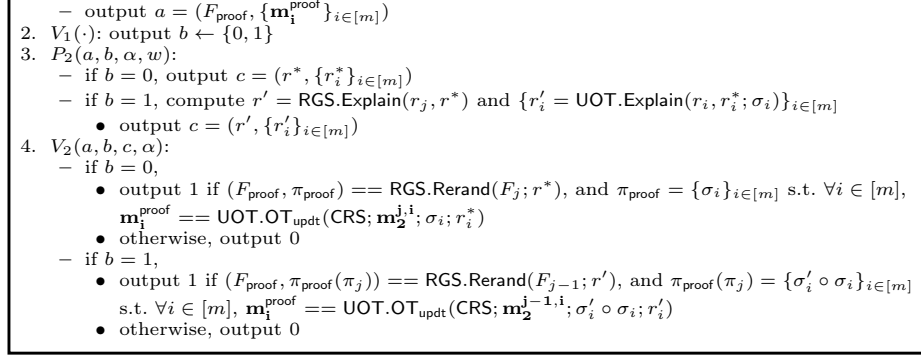 – output a = (F_proof, {m_i^proof}_{i∈[m]})
2. V_1(·): output b ← {0, 1}
3. P_2(a, b, α, w):
– if b = 0, output c = (r*, {r_i^*}_{i∈[m]})
– if b = 1, compute r′ = RGS.Explain(r_j, r*) and {r′_i = UOT.Explain(r_i, r_i^*; σ_i)}_{i∈[m]}
• output c = (r′, {r′_i}_{i∈[m]})
4. V_2(a, b, c, α):
– if b = 0,
• output 1 if (F_proof, π_proof) == RGS.Rerand(F_j; r*), and π_proof = {σ_i}_{i∈[m]} s.t. ∀i ∈ [m],
m_i^proof == UOT.OT_updt(CRS; m_2^{j,i}; σ_i; r_i^*)
• otherwise, output 0
– if b = 1,
• output 1 if (F_proof, π_proof(π_j)) == RGS.Rerand(F_{j−1}; r′), and π_proof(π_j) = {σ′_i ∘ σ_i}_{i∈[m]}
s.t. ∀i ∈ [m], m_i^proof == UOT.OT_updt(CRS; m_2^{j−1,i}; σ′_i ∘ σ_i; r′_i)
• otherwise, output 0